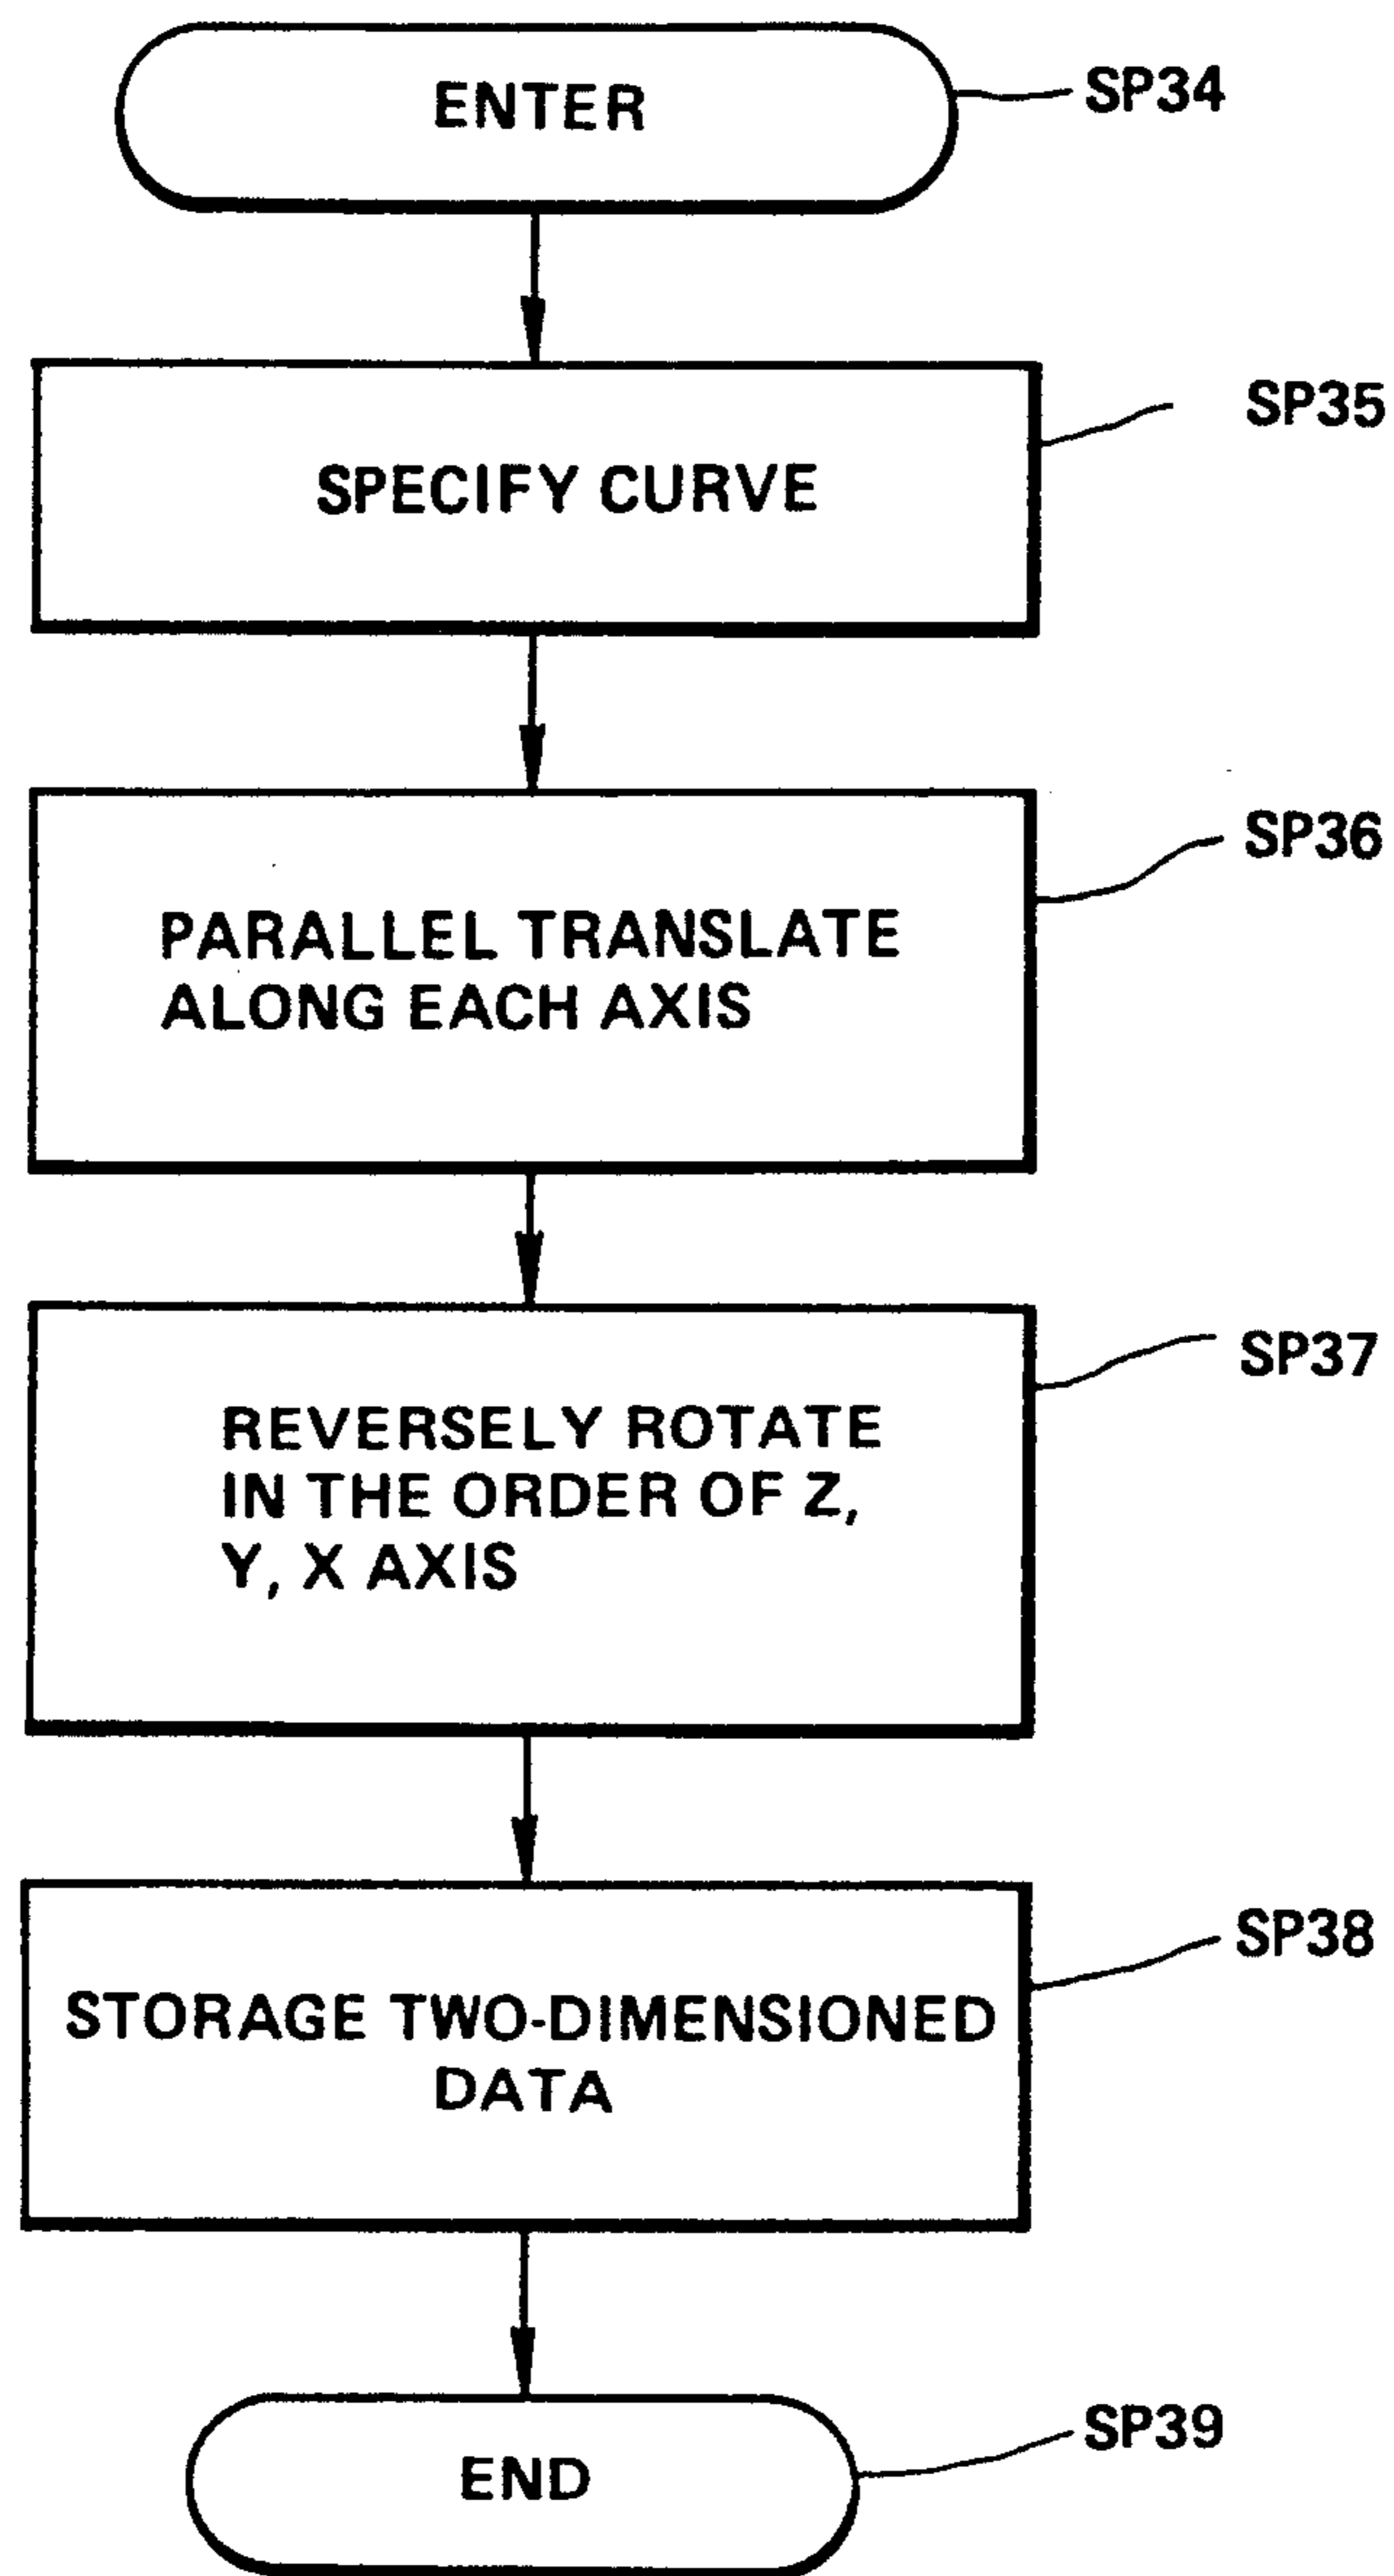 ENTER
SP34
SP35
SPECIFY CURVE
SP36
PARALLEL TRANSLATE
ALONG EACH AXIS
SP37
REVERSELY ROTATE
IN THE ORDER OF Z,
Y, X AXIS
SP38
STORAGE TWO-DIMENSIONED
DATA
SP39
END